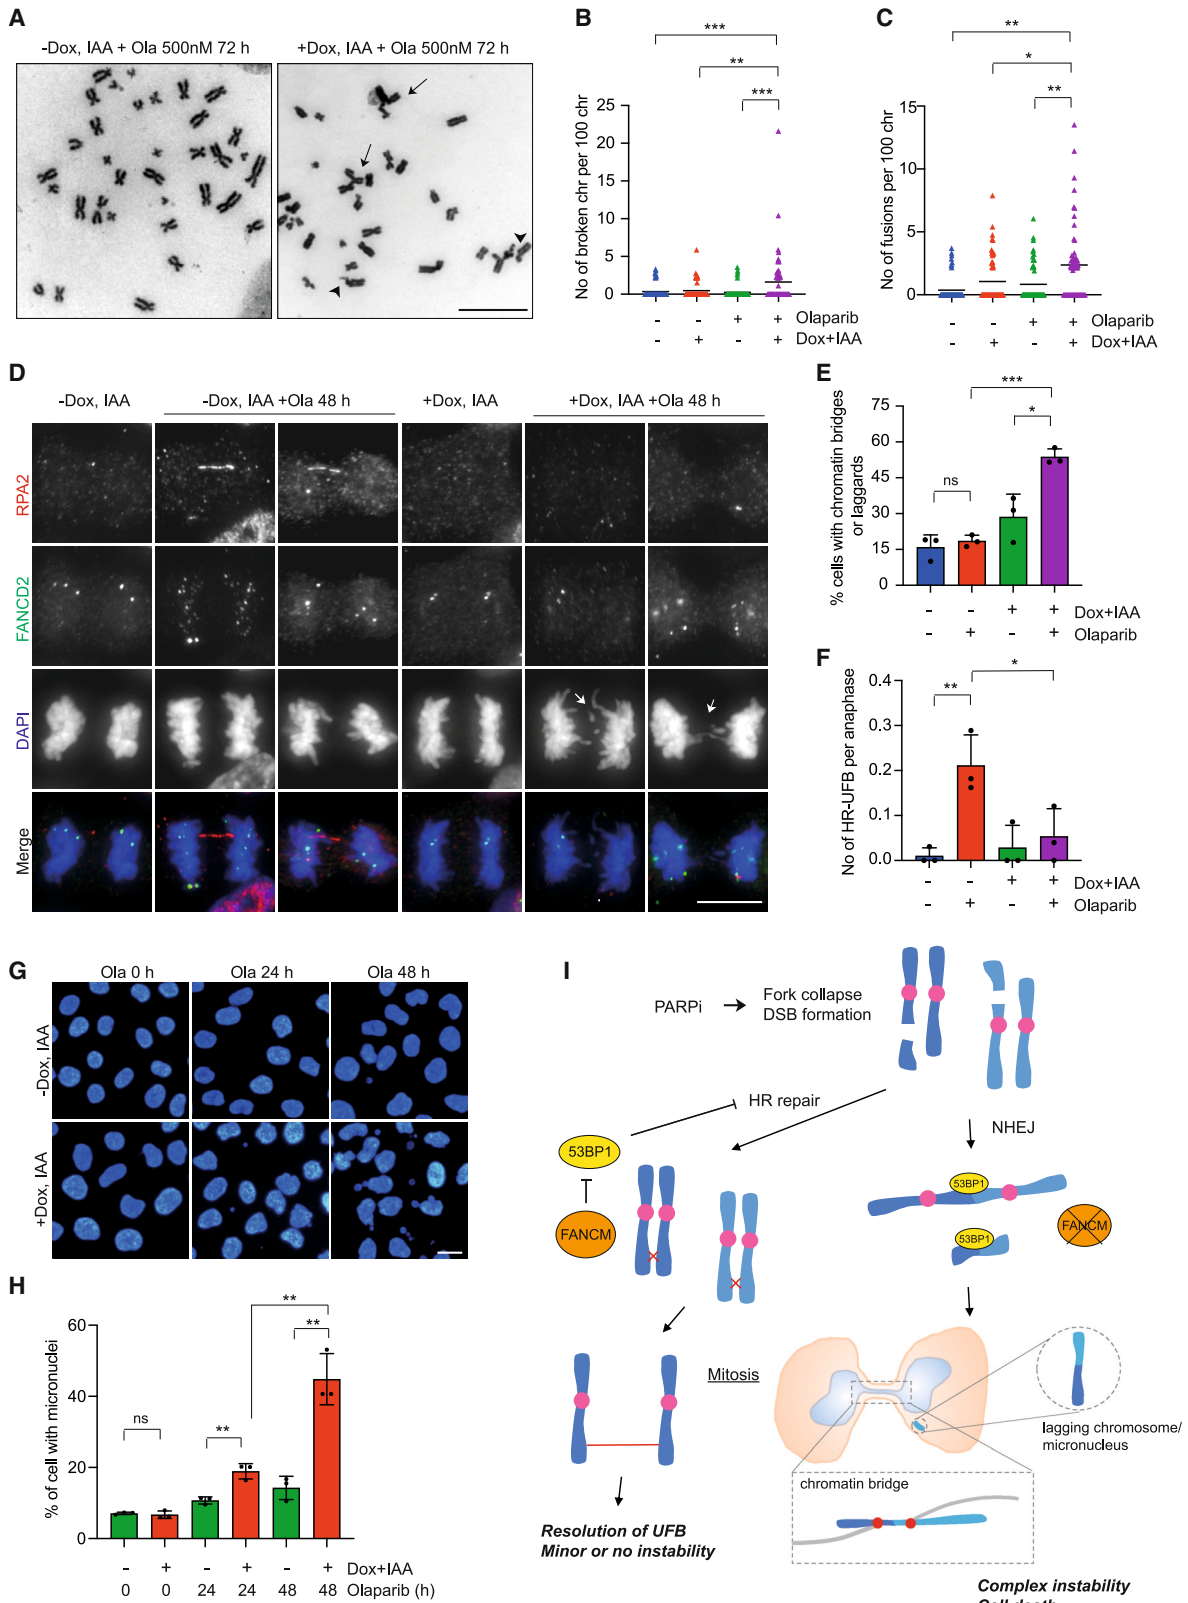 A
-Dox, IAA + Ola 500nM 72 h
+Dox, IAA + Ola 500nM 72 h
B
***
**
***
No of broken chr per 100 chr
25
20
15
10
5
0
- - + + Olaparib
- + - + Dox+IAA
C
**
*
**
No of fusions per 100 chr
15
10
5
0
- - + + Olaparib
- + - + Dox+IAA
D
-Dox, IAA
-Dox, IAA +Ola 48 h
+Dox, IAA
+Dox, IAA +Ola 48 h
RPA2
FANCD2
DAPI
Merge
E
***
*
ns
% cells with chromatin bridges
or laggards
75
60
45
30
15
0
- - + + Dox+IAA
- + - + Olaparib
F
**
*
No of HR-UFB per anaphase
0.4
0.3
0.2
0.1
0.0
- - + + Dox+IAA
- + - + Olaparib
G
Ola 0 h
Ola 24 h
Ola 48 h
-Dox, IAA
+Dox, IAA
H
**
**
ns
**
% of cell with micronuclei
60
40
20
0
- + - + - + Dox+IAA
0 0 24 24 48 48 Olaparib (h)
I
PARPi
Fork collapse
DSB formation
HR repair
NHEJ
53BP1
FANCM
53BP1
53BP1
FANCM
Mitosis
lagging chromosome/
micronucleus
chromatin bridge
Resolution of UFB
Minor or no instability
Complex instability